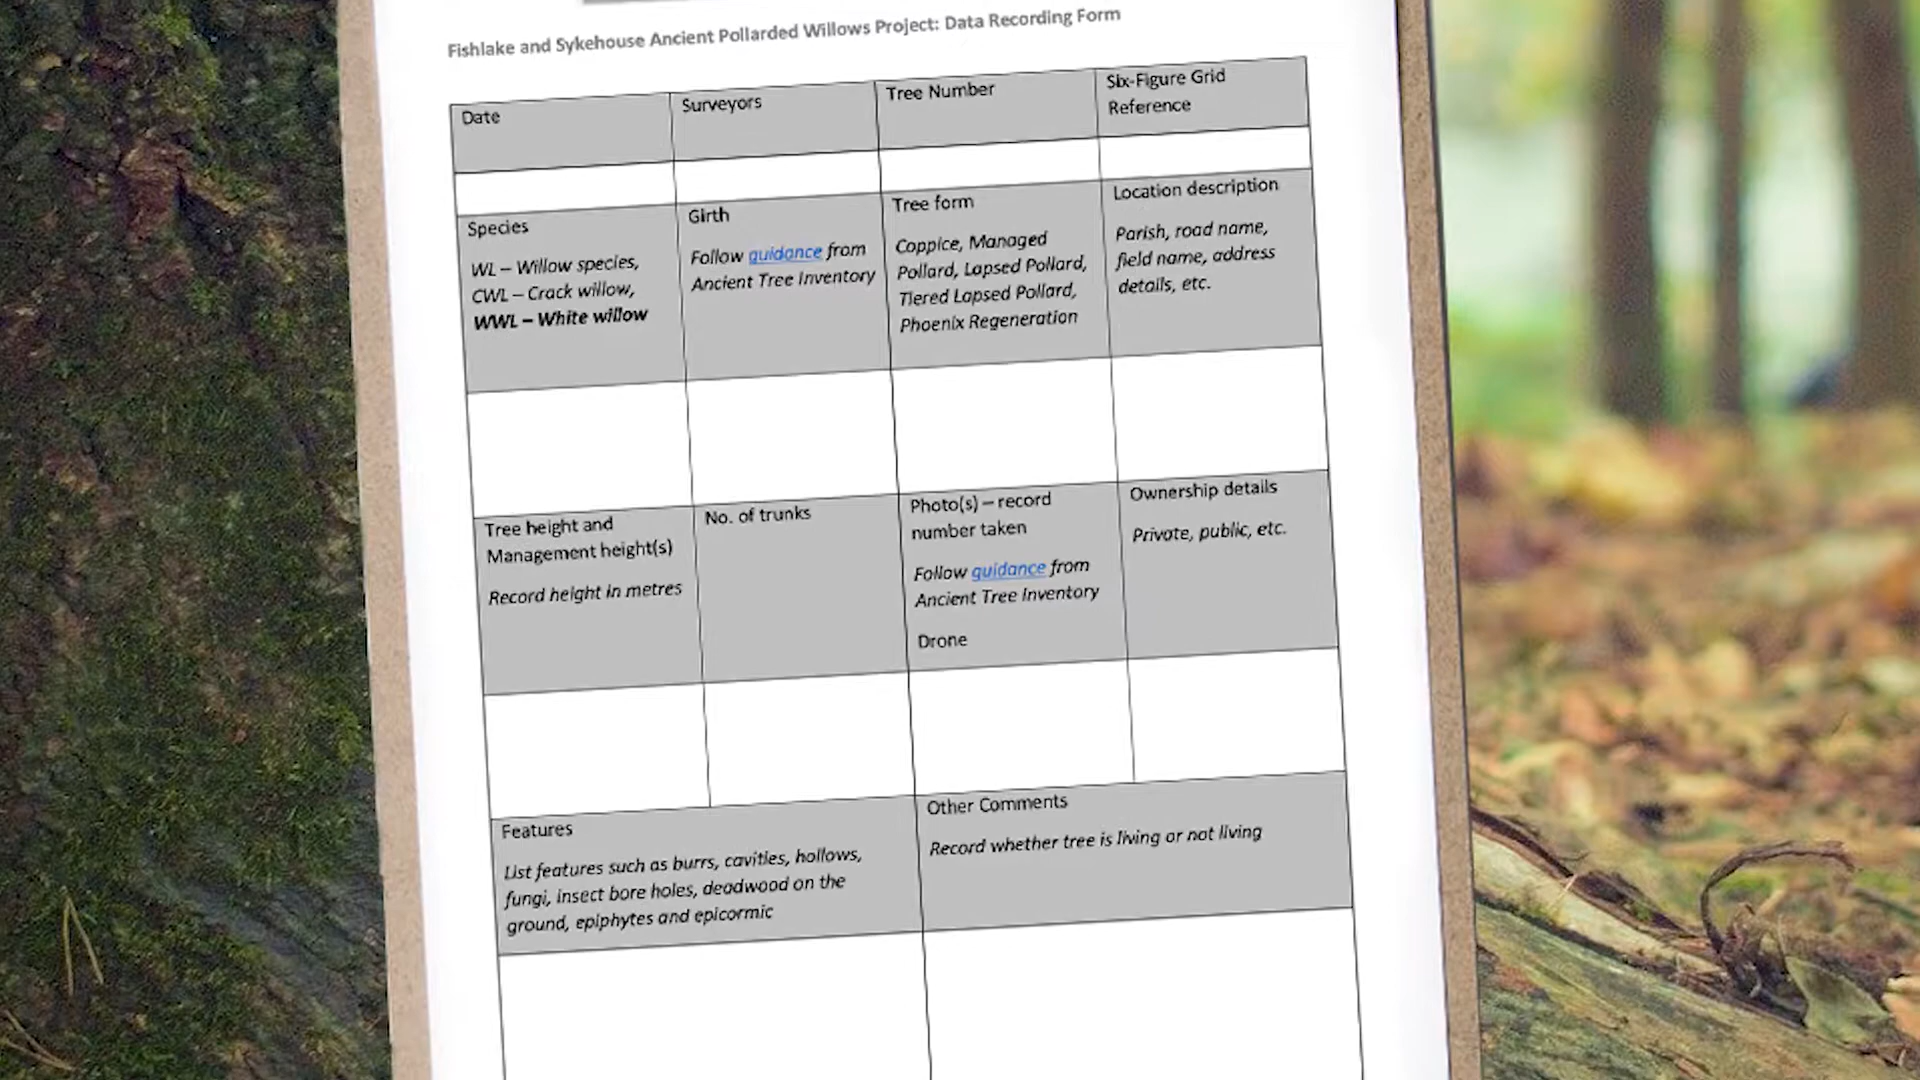 Fishlake and Sykehouse Ancient Pollarded Willows Project: Data Recording Form
Date
Surveyors
Tree Number
Six-Figure Grid
Reference
Species
WL – Willow species,
CWL – Crack willow,
WWL – White willow
Girth
Follow guidance from
Ancient Tree Inventory
Tree form
Coppice, Managed
Pollard, Lapsed Pollard,
Tiered Lapsed Pollard,
Phoenix Regeneration
Location description
Parish, road name,
field name, address
details, etc.
Tree height and
Management height(s)
Record height in metres
No. of trunks
Photo(s) – record
number taken
Follow guidance from
Ancient Tree Inventory
Drone
Ownership details
Private, public, etc.
Features
List features such as burrs, cavities, hollows,
fungi, insect bore holes, deadwood on the
ground, epiphytes and epicormic
Other Comments
Record whether tree is living or not living